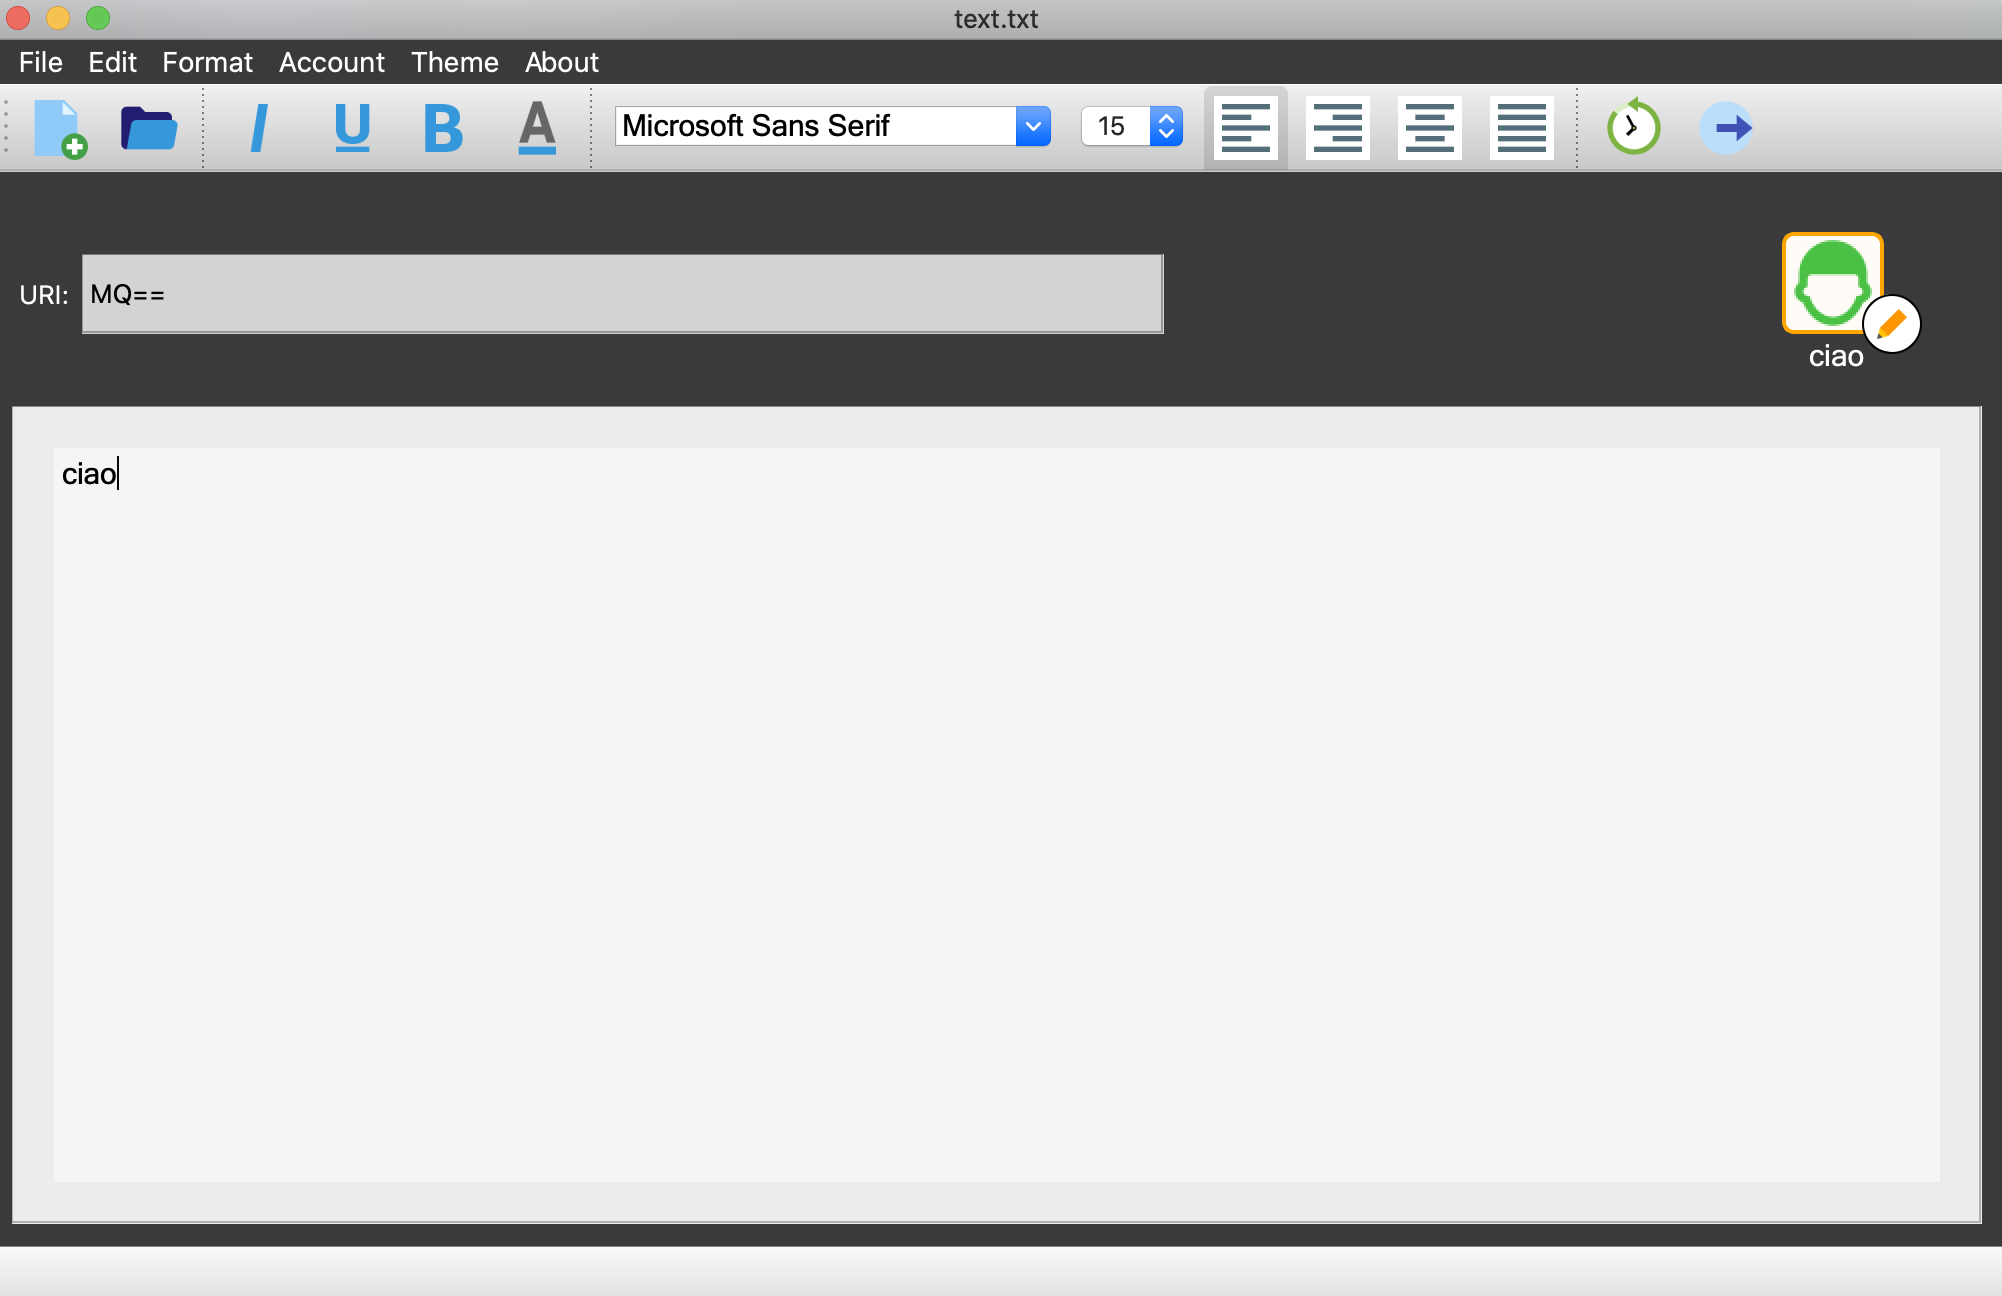 text.txt
File Edit Format Account Theme About
I U B A Microsoft Sans Serif 15
URI: MQ==
ciao
ciao